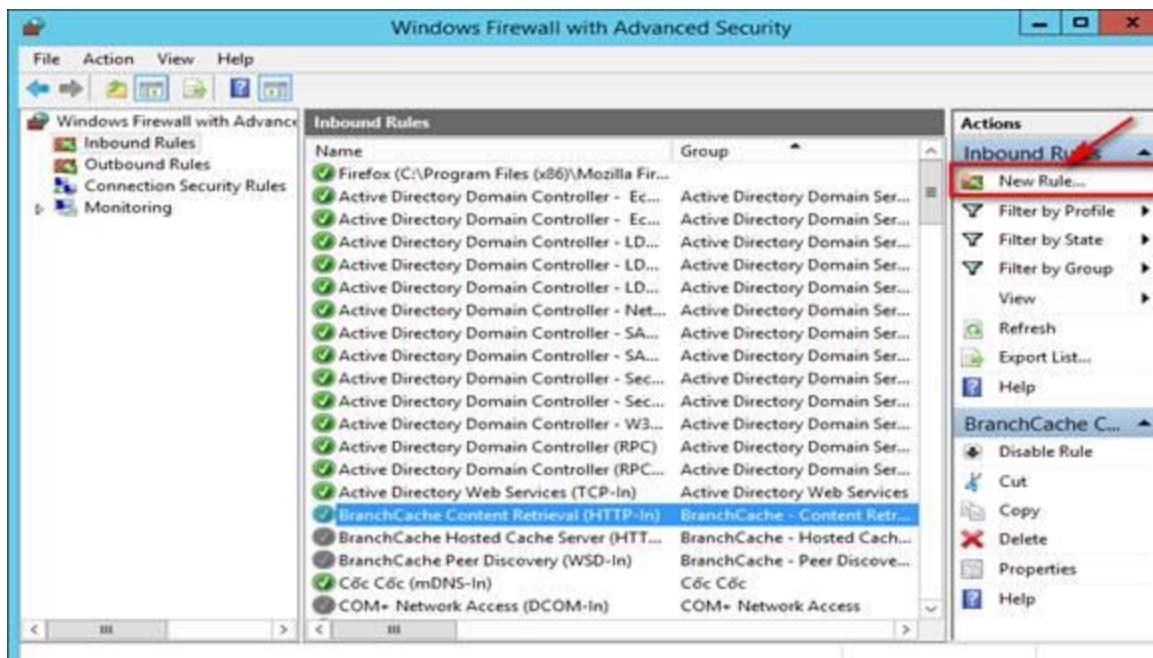 Windows Firewall with Advanced Security
File Action View Help
Windows Firewall with Advance
Inbound Rules
Outbound Rules
Connection Security Rules
Monitoring
Inbound Rules
Name Group
Firefox (C:\Program Files (x86)\Mozilla Fir...
Active Directory Domain Controller - Ec... Active Directory Domain Ser...
Active Directory Domain Controller - Ec... Active Directory Domain Ser...
Active Directory Domain Controller - LD... Active Directory Domain Ser...
Active Directory Domain Controller - LD... Active Directory Domain Ser...
Active Directory Domain Controller - LD... Active Directory Domain Ser...
Active Directory Domain Controller - Net... Active Directory Domain Ser...
Active Directory Domain Controller - SA... Active Directory Domain Ser...
Active Directory Domain Controller - SA... Active Directory Domain Ser...
Active Directory Domain Controller - Sec... Active Directory Domain Ser...
Active Directory Domain Controller - Sec... Active Directory Domain Ser...
Active Directory Domain Controller - W3... Active Directory Domain Ser...
Active Directory Domain Controller (RPC) Active Directory Domain Ser...
Active Directory Domain Controller (RPC... Active Directory Domain Ser...
Active Directory Web Services (TCP-In) Active Directory Web Services
BranchCache Content Retrieval (HTTP-In) BranchCache - Content Retr...
BranchCache Hosted Cache Server (HTT... BranchCache - Hosted Cach...
BranchCache Peer Discovery (WSD-In) BranchCache - Peer Discove...
Cốc Cốc (mDNS-In) Cốc Cốc
COM+ Network Access (DCOM-In) COM+ Network Access
Actions
Inbound Rules
New Rule...
Filter by Profile
Filter by State
Filter by Group
View
Refresh
Export List...
Help
BranchCache C...
Disable Rule
Cut
Copy
Delete
Properties
Help